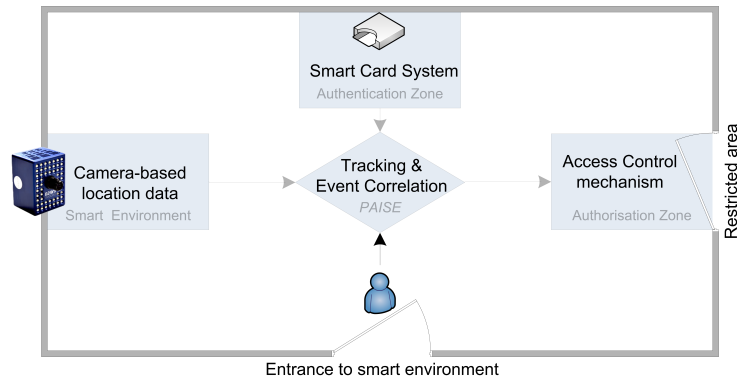 Smart Card System
Authentication Zone
Camera-based
location data
Smart Environment
Tracking &
Event Correlation
PAISE
Access Control
mechanism
Authorisation Zone
Restricted area
Entrance to smart environment